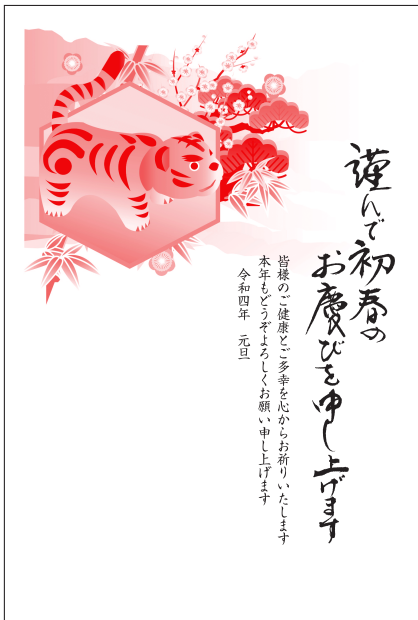 謹んで初春の
お慶びを申し上げます
皆様のご健康とご多幸を心からお祈りいたします
本年もどうぞよろしくお願い申し上げます
令和四年　元旦